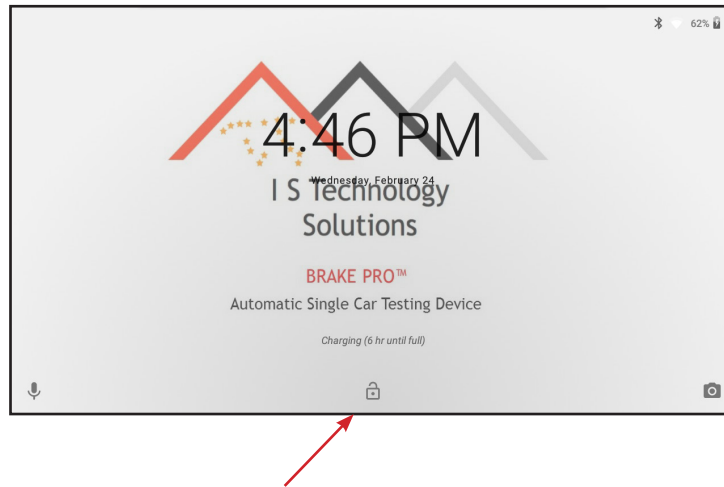 62%
4:46 PM
Wednesday, February 24
I S Technology
Solutions
BRAKE PRO™
Automatic Single Car Testing Device
Charging (6 hr until full)